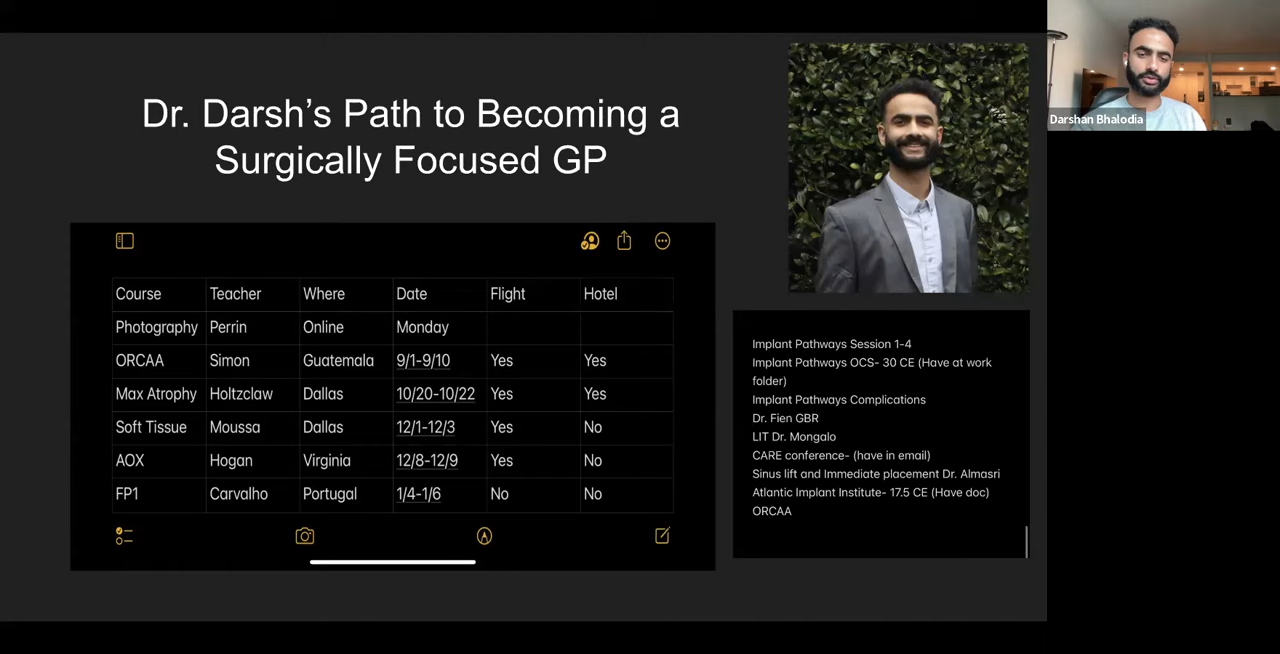 Dr. Darsh's Path to Becoming a
Surgically Focused GP
Darshan Bhalodia
Course Teacher Where Date Flight Hotel
Photography Perrin Online Monday
ORCAA Simon Guatemala 9/1-9/10 Yes Yes
Max Atrophy Holtzclaw Dallas 10/20-10/22 Yes Yes
Soft Tissue Moussa Dallas 12/1-12/3 Yes No
AOX Hogan Virginia 12/8-12/9 Yes No
FP1 Carvalho Portugal 1/4-1/6 No No
Implant Pathways Session 1-4
Implant Pathways OCS- 30 CE (Have at work
folder)
Implant Pathways Complications
Dr. Fien GBR
LIT Dr. Mongalo
CARE conference- (have in email)
Sinus lift and Immediate placement Dr. Almasri
Atlantic Implant Institute- 17.5 CE (Have doc)
ORCAA